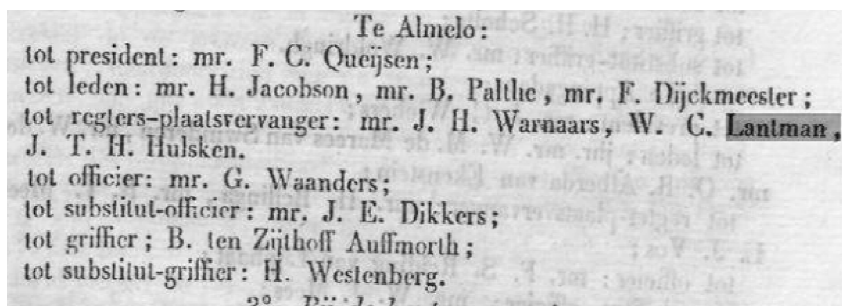 Te Almelo:
tot president: mr. F. C. Queijsen;
tot leden: mr. H. Jacobson, mr. B. Palthe, mr. F. Dijckmeester;
tot regters-plaatsvervanger: mr. J. H. Warnaars, W. C. Lantman,
J. T. H. Hulsken.
tot officier: mr. G. Waanders;
tot substitut-officier: mr. J. E. Dikkers;
tot griffier; B. ten Zijthoff Auffmorth;
tot substitut-griffier: H. Westenberg.